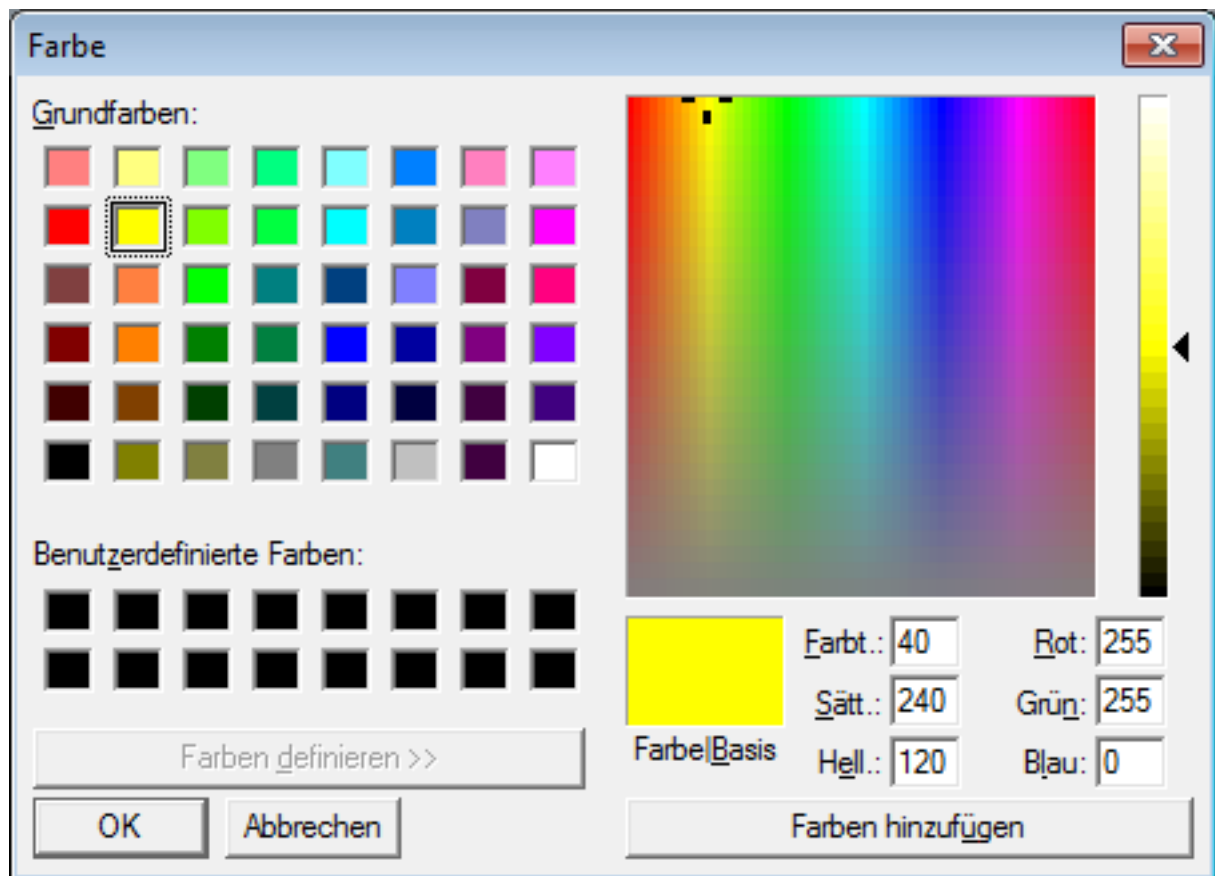 Farbe
Grundfarben:
Benutzerdefinierte Farben:
Farben definieren >>
OK Abbrechen
Farbe|Basis
Farbt.: 40 Rot: 255
Sätt.: 240 Grün: 255
Hell.: 120 Blau: 0
Farben hinzufügen